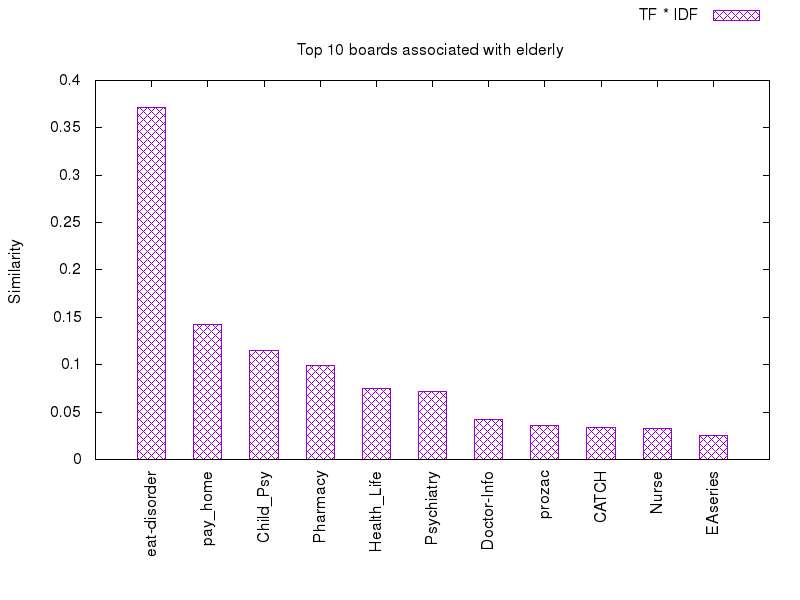 TF * IDF
Top 10 boards associated with elderly
Similarity
0.4
0.35
0.3
0.25
0.2
0.15
0.1
0.05
0
eat-disorder
pay_home
Child_Psy
Pharmacy
Health_Life
Psychiatry
Doctor-Info
prozac
CATCH
Nurse
EAseries